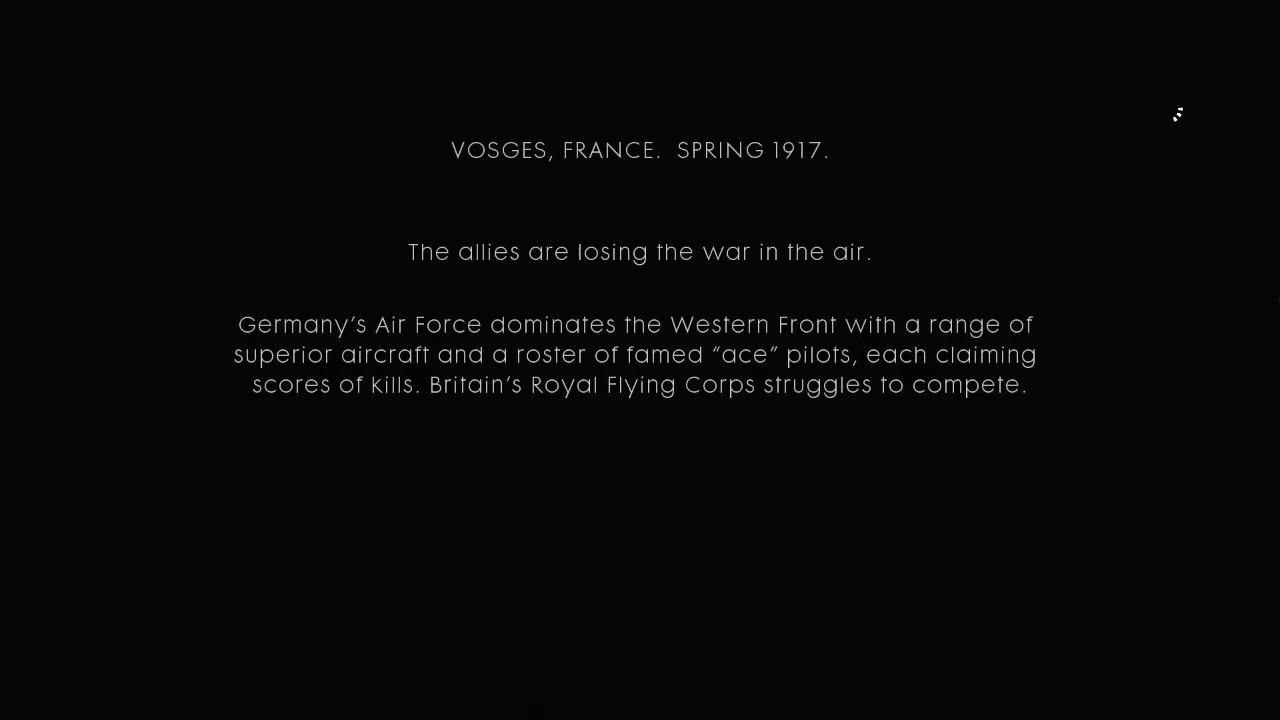 VOSGES, FRANCE. SPRING 1917.
The allies are losing the war in the air.
Germany’s Air Force dominates the Western Front with a range of
superior aircraft and a roster of famed “ace” pilots, each claiming
scores of kills. Britain’s Royal Flying Corps struggles to compete.